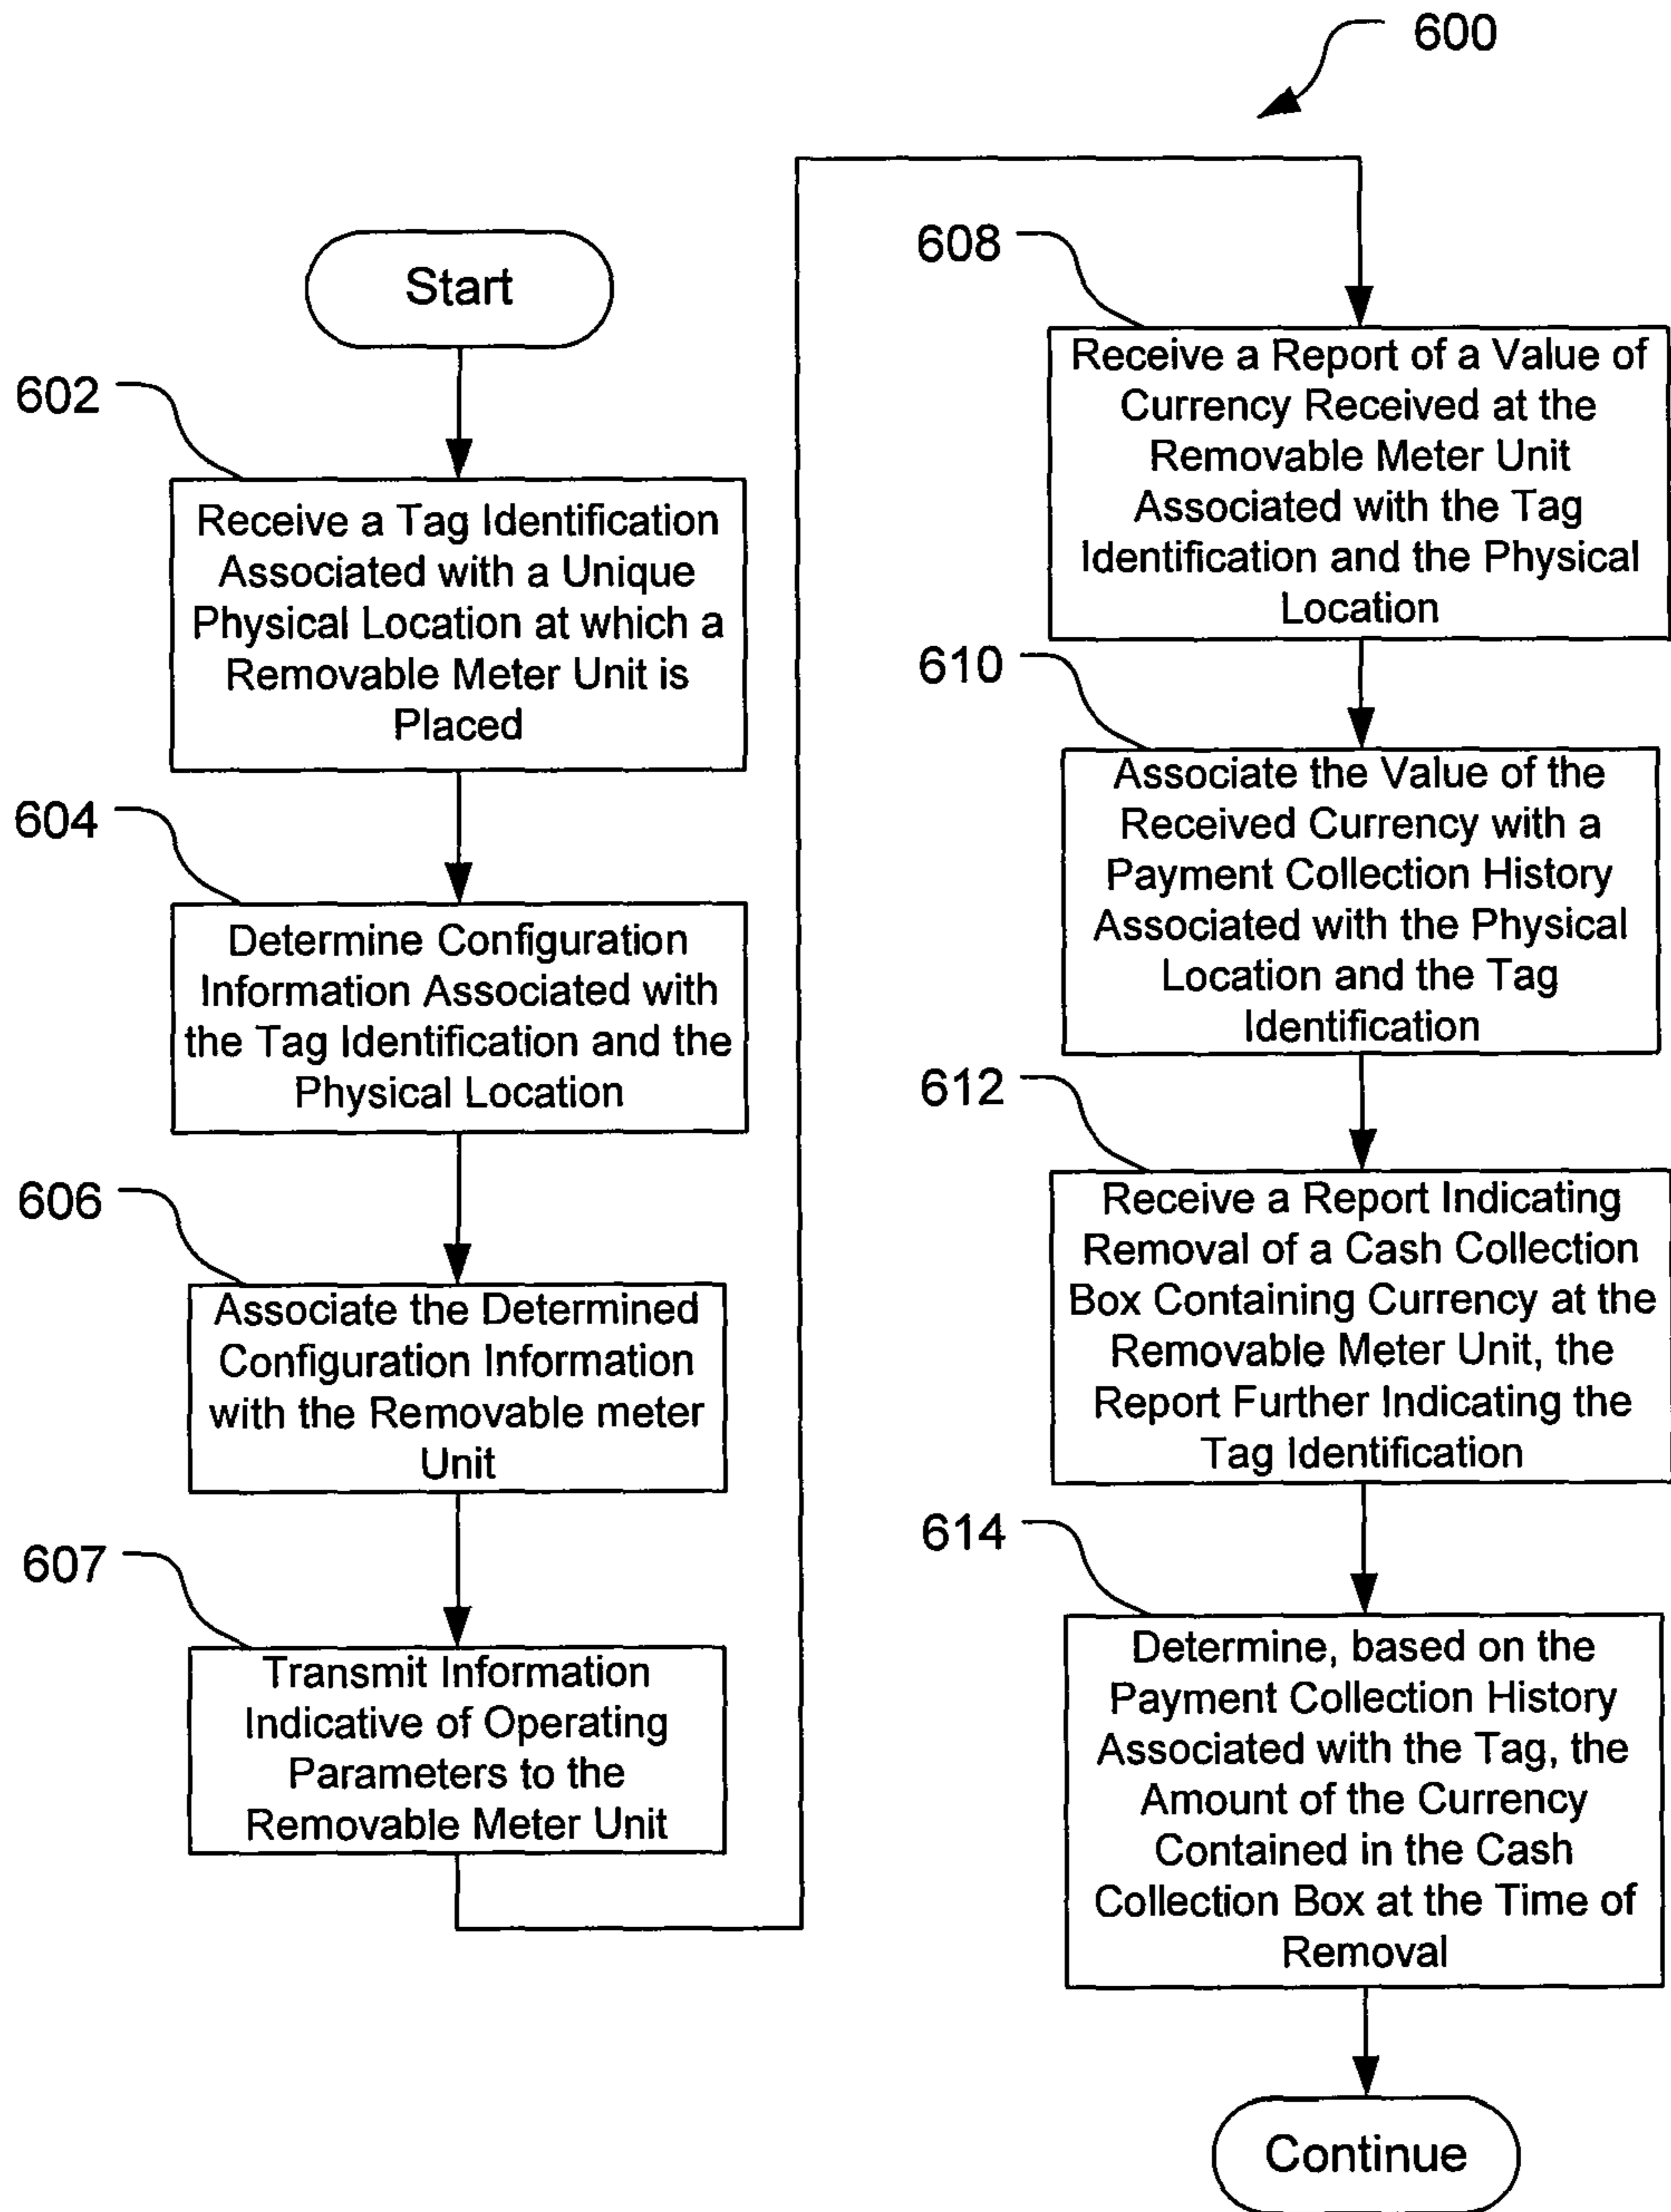 600
Start
602
Receive a Tag Identification
Associated with a Unique
Physical Location at which a
Removable Meter Unit is
Placed
604
Determine Configuration
Information Associated with
the Tag Identification and the
Physical Location
606
Associate the Determined
Configuration Information
with the Removable meter
Unit
607
Transmit Information
Indicative of Operating
Parameters to the
Removable Meter Unit
608
Receive a Report of a Value of
Currency Received at the
Removable Meter Unit
Associated with the Tag
Identification and the Physical
Location
610
Associate the Value of the
Received Currency with a
Payment Collection History
Associated with the Physical
Location and the Tag
Identification
612
Receive a Report Indicating
Removal of a Cash Collection
Box Containing Currency at the
Removable Meter Unit, the
Report Further Indicating the
Tag Identification
614
Determine, based on the
Payment Collection History
Associated with the Tag, the
Amount of the Currency
Contained in the Cash
Collection Box at the Time of
Removal
Continue